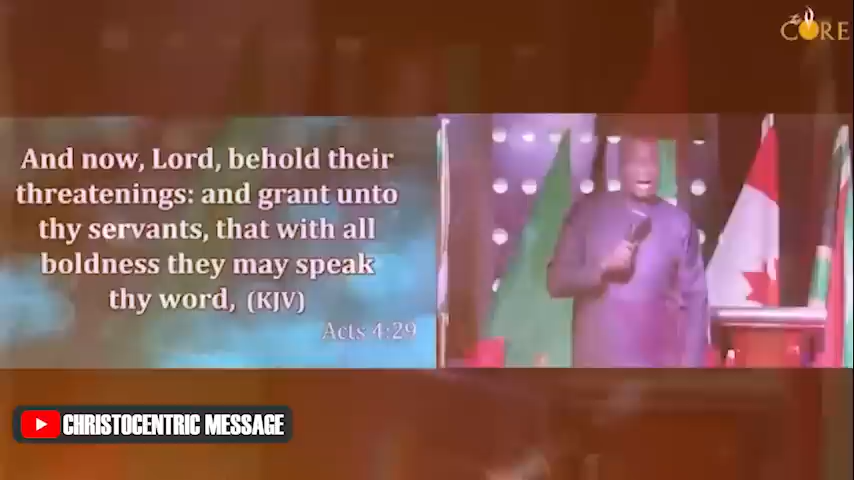 CORE
And now, Lord, behold their
threatenings: and grant unto
thy servants, that with all
boldness they may speak
thy word, (KJV)
Acts 4:29
CHRISTOCENTRIC MESSAGE